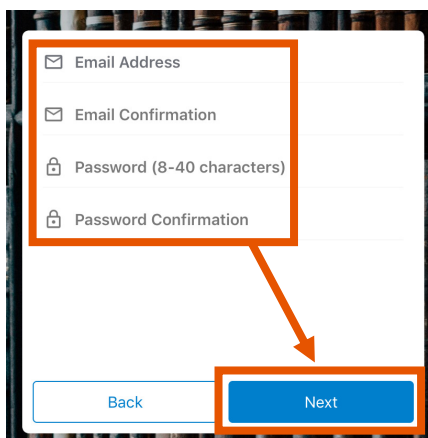 Email Address
Email Confirmation
Password (8-40 characters)
Password Confirmation
Back
Next